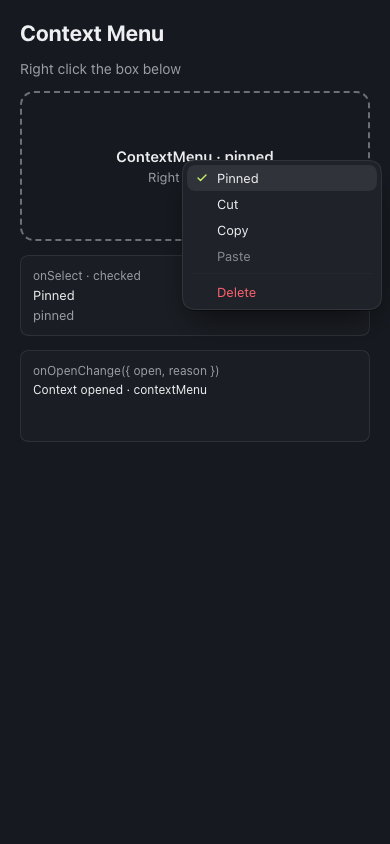 Context Menu
Right click the box below
ContextMenu · pinned
Right
Pinned
Cut
Copy
Paste
Delete
onSelect · checked
Pinned
pinned
onOpenChange({ open, reason })
Context opened · contextMenu